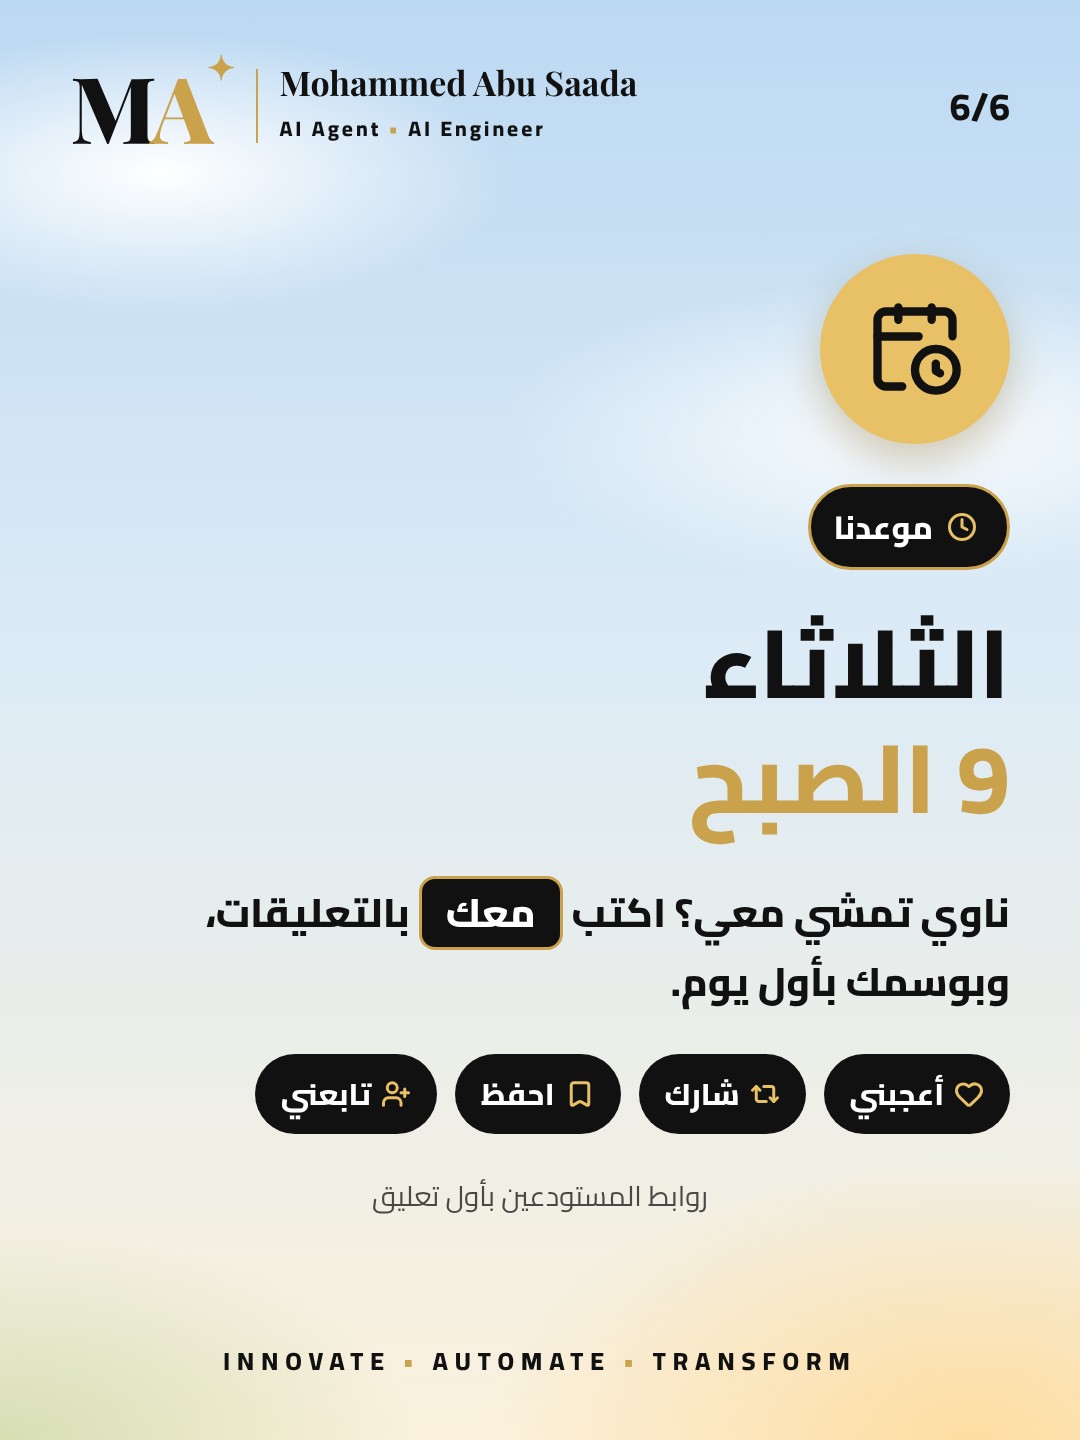 MA
Mohammed Abu Saada
AI Agent ▪ AI Engineer
6/6
موعدنا
الثلاثاء
9 الصبح
ناوي تمشي معي؟ اكتب معك بالتعليقات،
وبوسمك بأول يوم.
أعجبني
شارك
احفظ
تابعني
روابط المستودعين بأول تعليق
INNOVATE ▪ AUTOMATE ▪ TRANSFORM